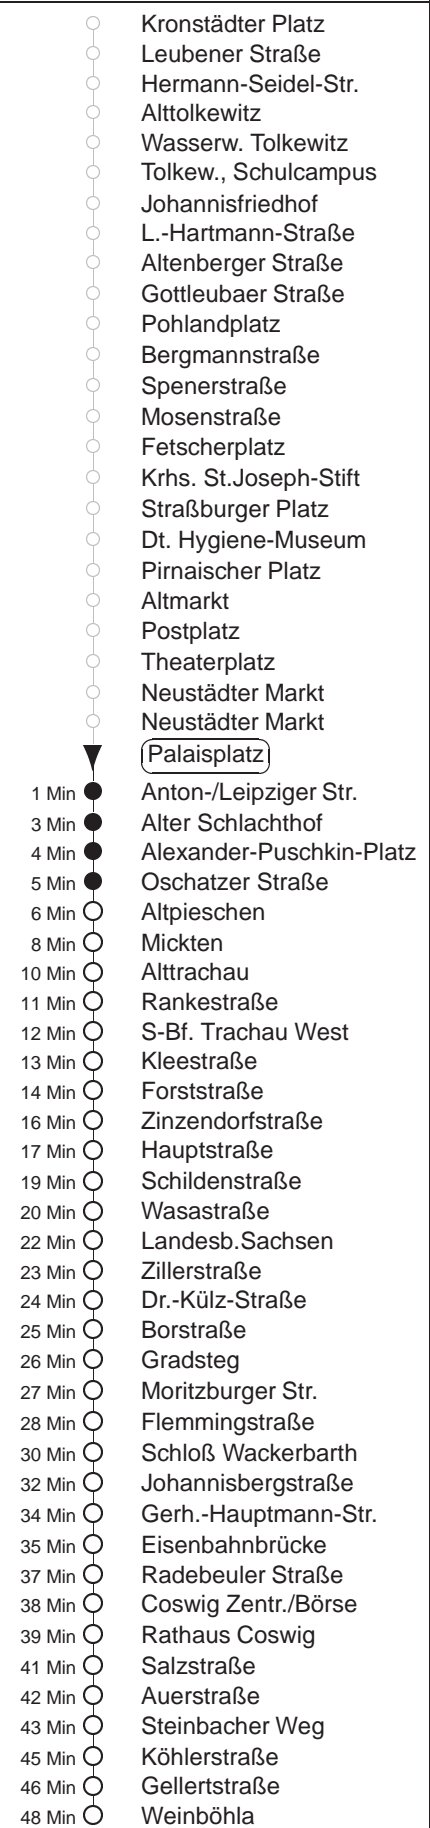 Kronstädter Platz
Leubener Straße
Hermann-Seidel-Str.
Alttolkewitz
Wasserw. Tolkewitz
Tolkew., Schulcampus
Johannisfriedhof
L.-Hartmann-Straße
Altenberger Straße
Gottleubaer Straße
Pohlandplatz
Bergmannstraße
Spenerstraße
Mosenstraße
Fetscherplatz
Krhs. St.Joseph-Stift
Straßburger Platz
Dt. Hygiene-Museum
Pirnaischer Platz
Altmarkt
Postplatz
Theaterplatz
Neustädter Markt
Neustädter Markt
Palaisplatz
1 Min Anton-/Leipziger Str.
3 Min Alter Schlachthof
4 Min Alexander-Puschkin-Platz
5 Min Oschatzer Straße
6 Min Altpieschen
8 Min Mickten
10 Min Alttrachau
11 Min Rankestraße
12 Min S-Bf. Trachau West
13 Min Kleestraße
14 Min Forststraße
16 Min Zinzendorfstraße
17 Min Hauptstraße
19 Min Schildenstraße
20 Min Wasastraße
22 Min Landesb.Sachsen
23 Min Zillerstraße
24 Min Dr.-Külz-Straße
25 Min Borstraße
26 Min Gradsteg
27 Min Moritzburger Str.
28 Min Flemmingstraße
30 Min Schloß Wackerbarth
32 Min Johannisbergstraße
34 Min Gerh.-Hauptmann-Str.
35 Min Eisenbahnbrücke
37 Min Radebeuler Straße
38 Min Coswig Zentr./Börse
39 Min Rathaus Coswig
41 Min Salzstraße
42 Min Auerstraße
43 Min Steinbacher Weg
45 Min Köhlerstraße
46 Min Gellertstraße
48 Min Weinböhla